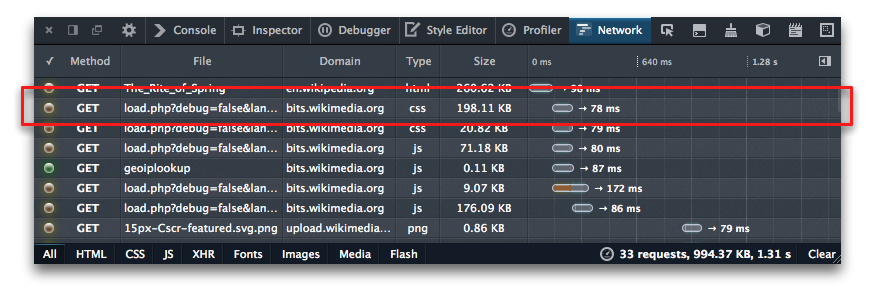 Console Inspector Debugger Style Editor Profiler Network
✓ Method File Domain Type Size 0 ms 640 ms 1.28 s
GET The_Rite_of_Spring en.wikipedia.org html 260.62 KB → 98 ms
GET load.php?debug=false&lan... bits.wikimedia.org css 198.11 KB → 78 ms
GET load.php?debug=false&lan... bits.wikimedia.org css 20.82 KB → 79 ms
GET load.php?debug=false&lan... bits.wikimedia.org js 71.18 KB → 80 ms
GET geoiplookup bits.wikimedia.org js 0.11 KB → 87 ms
GET load.php?debug=false&lan... bits.wikimedia.org js 9.07 KB → 172 ms
GET load.php?debug=false&lan... bits.wikimedia.org js 176.09 KB → 86 ms
GET 15px-Cscr-featured.svg.png upload.wikimedia... png 0.86 KB → 79 ms
All HTML CSS JS XHR Fonts Images Media Flash 33 requests, 994.37 KB, 1.31 s Clear